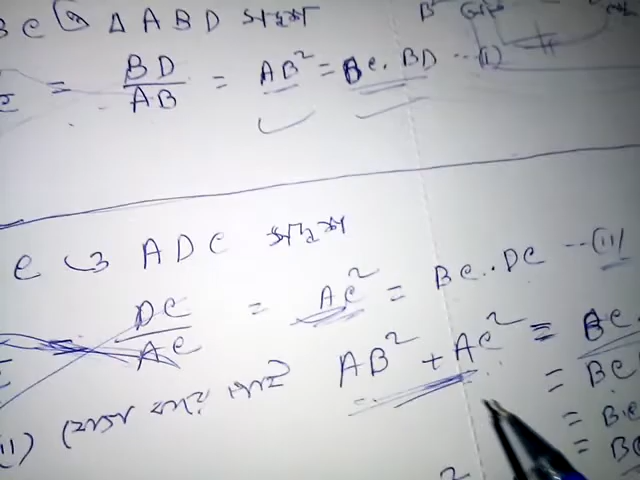 BC ও Δ ABD সদৃশ
= BD/AB = AB² = BC. BD --- (i)
C ও ADC সদৃশ
DC/AC = AC² = BC. DC --- (ii)
(ii) যোগ করে পাই AB² + AC² = BC.
= BC
= BC
= BC